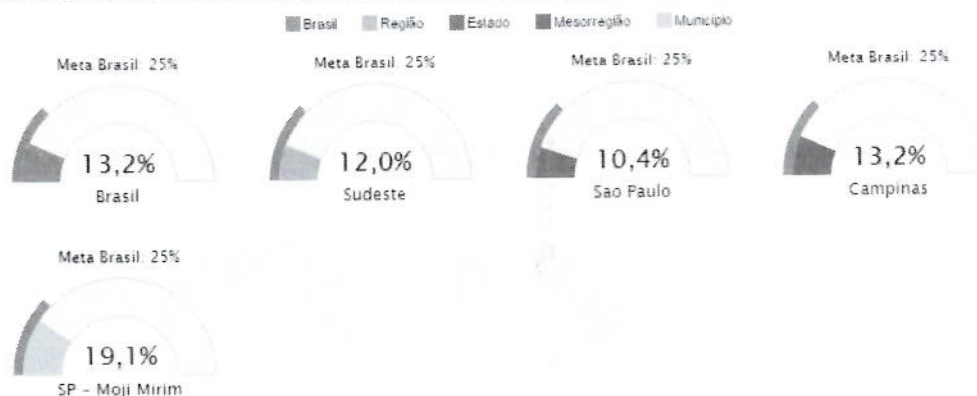 Brasil Região Estado Mesorregião Município
Meta Brasil: 25% Meta Brasil: 25% Meta Brasil: 25% Meta Brasil: 25%
13,2% 12,0% 10,4% 13,2%
Brasil Sudeste Sao Paulo Campinas
Meta Brasil: 25%
19,1%
SP - Moji Mirim